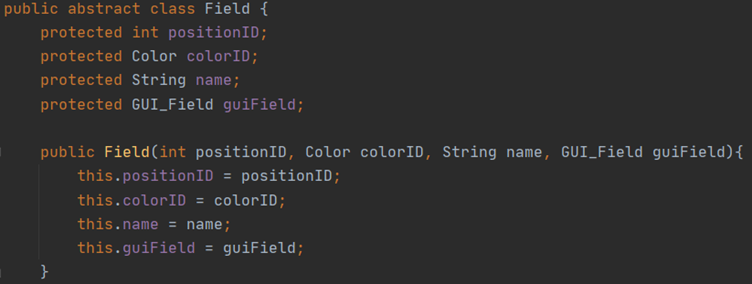 public abstract class Field {
protected int positionID;
protected Color colorID;
protected String name;
protected GUI_Field guiField;
public Field(int positionID, Color colorID, String name, GUI_Field guiField){
this.positionID = positionID;
this.colorID = colorID;
this.name = name;
this.guiField = guiField;
}